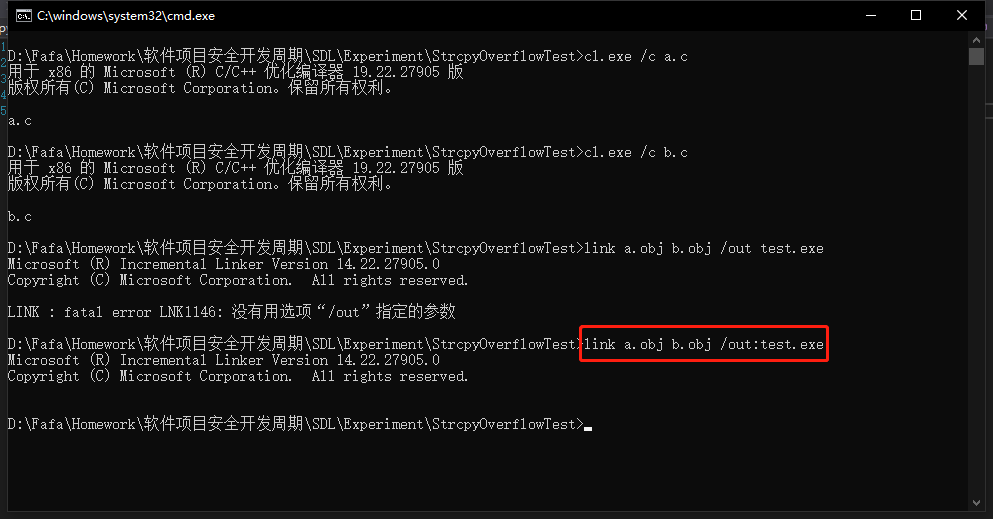 C:\windows\system32\cmd.exe
D:\Fafa\Homework\软件项目安全开发周期\SDL\Experiment\StrcpyOverflowTest>cl.exe /c a.c
用于 x86 的 Microsoft (R) C/C++ 优化编译器 19.22.27905 版
版权所有(C) Microsoft Corporation。保留所有权利。
a.c
D:\Fafa\Homework\软件项目安全开发周期\SDL\Experiment\StrcpyOverflowTest>cl.exe /c b.c
用于 x86 的 Microsoft (R) C/C++ 优化编译器 19.22.27905 版
版权所有(C) Microsoft Corporation。保留所有权利。
b.c
D:\Fafa\Homework\软件项目安全开发周期\SDL\Experiment\StrcpyOverflowTest>link a.obj b.obj /out test.exe
Microsoft (R) Incremental Linker Version 14.22.27905.0
Copyright (C) Microsoft Corporation.  All rights reserved.
LINK : fatal error LNK1146: 没有用选项“/out”指定的参数
D:\Fafa\Homework\软件项目安全开发周期\SDL\Experiment\StrcpyOverflowTest>link a.obj b.obj /out:test.exe
Microsoft (R) Incremental Linker Version 14.22.27905.0
Copyright (C) Microsoft Corporation.  All rights reserved.
D:\Fafa\Homework\软件项目安全开发周期\SDL\Experiment\StrcpyOverflowTest>